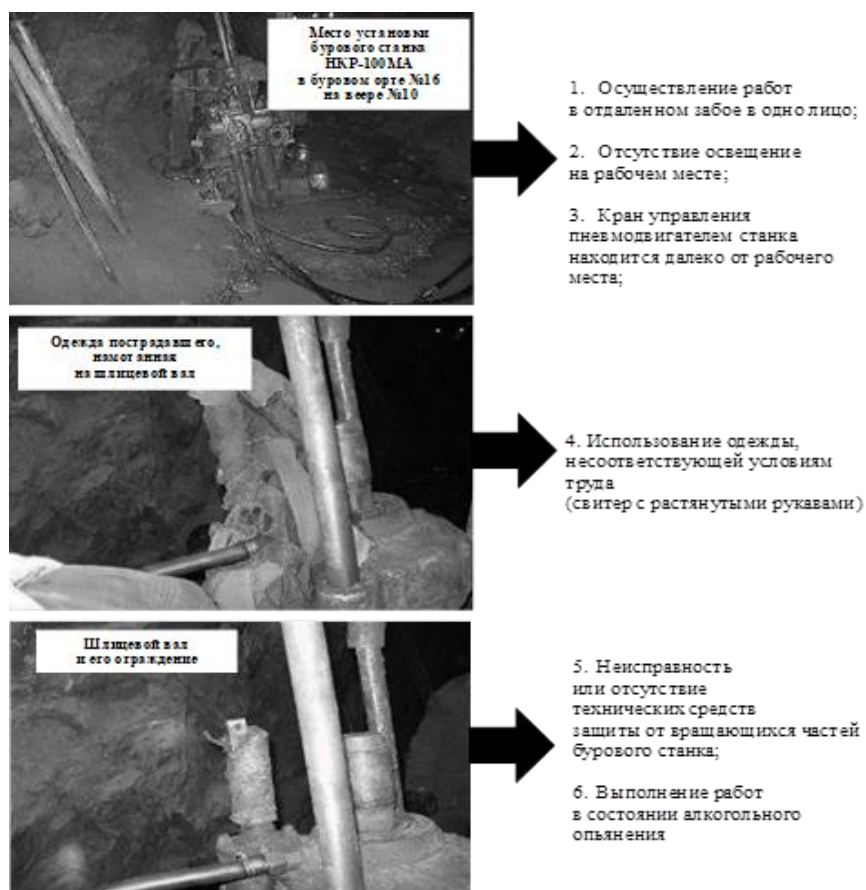 Место установки
бурового станка
НКР-100МА
в буровом орте №16
на веере №10
1. Осуществление работ
в отдаленном забое в одно лицо;
2. Отсутствие освещение
на рабочем месте;
3. Кран управления
пневмодвигателем станка
находится далеко от рабочего
места;
Одежда пострадавшего,
намотанная
на шлицевой вал
4. Использование одежды,
несоответствующей условиям
труда
(свитер с растянутыми рукавами)
Шлицевой вал
и его ограждение
5. Неисправность
или отсутствие
технических средств
защиты от вращающихся частей
бурового станка;
6. Выполнение работ
в состоянии алкогольного
опьянения